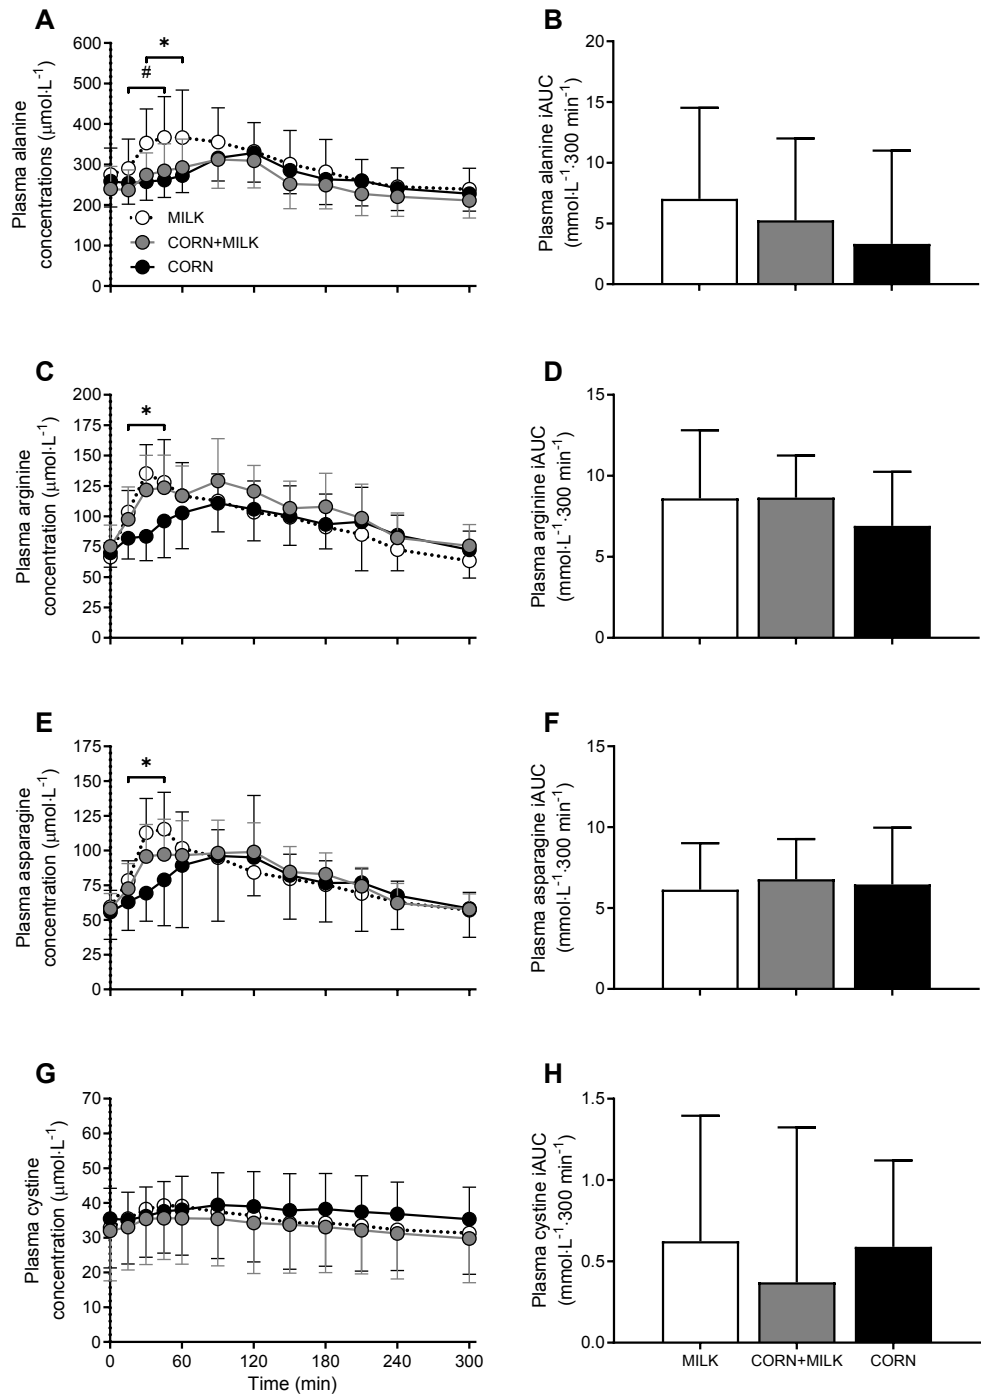 A
Plasma alanine
concentrations (μmol·L⁻¹)
600
500
400
300
200
100
0
*
#
MILK
CORN+MILK
CORN
B
Plasma alanine iAUC
(mmol·L⁻¹·300 min⁻¹)
20
15
10
5
0
C
Plasma arginine
concentration (μmol·L⁻¹)
200
175
150
125
100
75
50
25
0
*
D
Plasma arginine iAUC
(mmol·L⁻¹·300 min⁻¹)
15
10
5
0
E
Plasma asparagine
concentration (μmol·L⁻¹)
175
150
125
100
75
50
25
0
*
F
Plasma asparagine iAUC
(mmol·L⁻¹·300 min⁻¹)
15
10
5
0
G
Plasma cystine
concentration (μmol·L⁻¹)
70
60
50
40
30
20
10
0
0 60 120 180 240 300
Time (min)
H
Plasma cystine iAUC
(mmol·L⁻¹·300 min⁻¹)
1.5
1.0
0.5
0.0
MILK CORN+MILK CORN